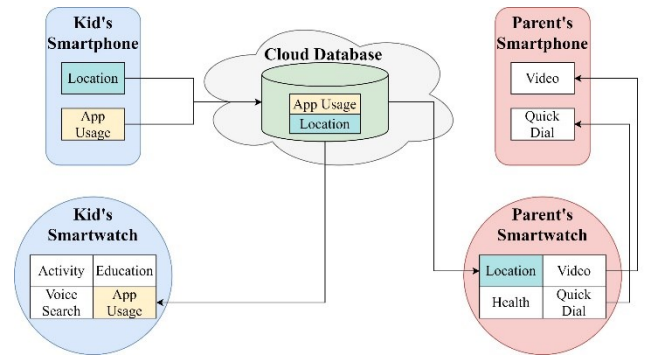 Kid's
Smartphone
Location
App
Usage
Cloud Database
App Usage
Location
Parent's
Smartphone
Video
Quick
Dial
Kid's
Smartwatch
Activity
Education
Voice
Search
App
Usage
Parent's
Smartwatch
Location
Video
Health
Quick
Dial